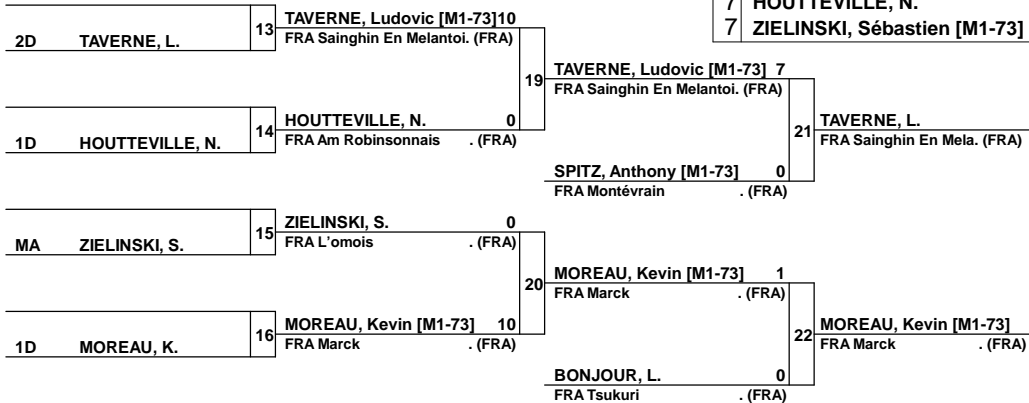 7 HOUTTEVILLE, N.
7 ZIELINSKI, Sébastien [M1-73]
2D TAVERNE, L.
13
TAVERNE, Ludovic [M1-73]10
FRA Sainghin En Melantoi. (FRA)
19
TAVERNE, Ludovic [M1-73] 7
FRA Sainghin En Melantoi. (FRA)
1D HOUTTEVILLE, N.
14
HOUTTEVILLE, N. 0
FRA Am Robinsonnais . (FRA)
21
TAVERNE, L.
FRA Sainghin En Mela. (FRA)
SPITZ, Anthony [M1-73] 0
FRA Montévrain . (FRA)
MA ZIELINSKI, S.
15
ZIELINSKI, S. 0
FRA L'omois . (FRA)
20
MOREAU, Kevin [M1-73] 1
FRA Marck . (FRA)
1D MOREAU, K.
16
MOREAU, Kevin [M1-73] 10
FRA Marck . (FRA)
22
MOREAU, Kevin [M1-73]
FRA Marck . (FRA)
BONJOUR, L. 0
FRA Tsukuri . (FRA)